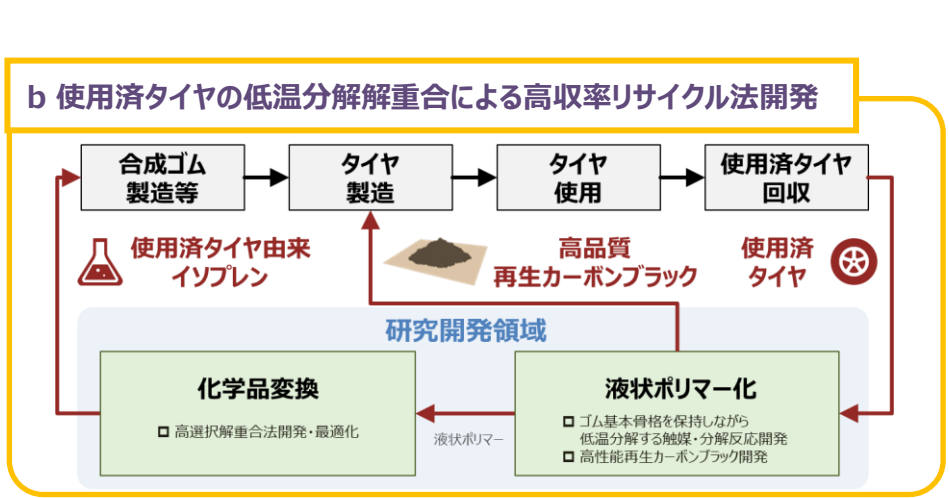 b 使用済タイヤの低温分解解重合による高収率リサイクル法開発
合成ゴム
製造等
タイヤ
製造
タイヤ
使用
使用済タイヤ
回収
使用済タイヤ由来
イソプレン
高品質
再生カーボンブラック
使用済
タイヤ
研究開発領域
化学品変換
高選択解重合法開発・最適化
液状ポリマー
液状ポリマー化
ゴム基本骨格を保持しながら
低温分解する触媒・分解反応開発
高性能再生カーボンブラック開発